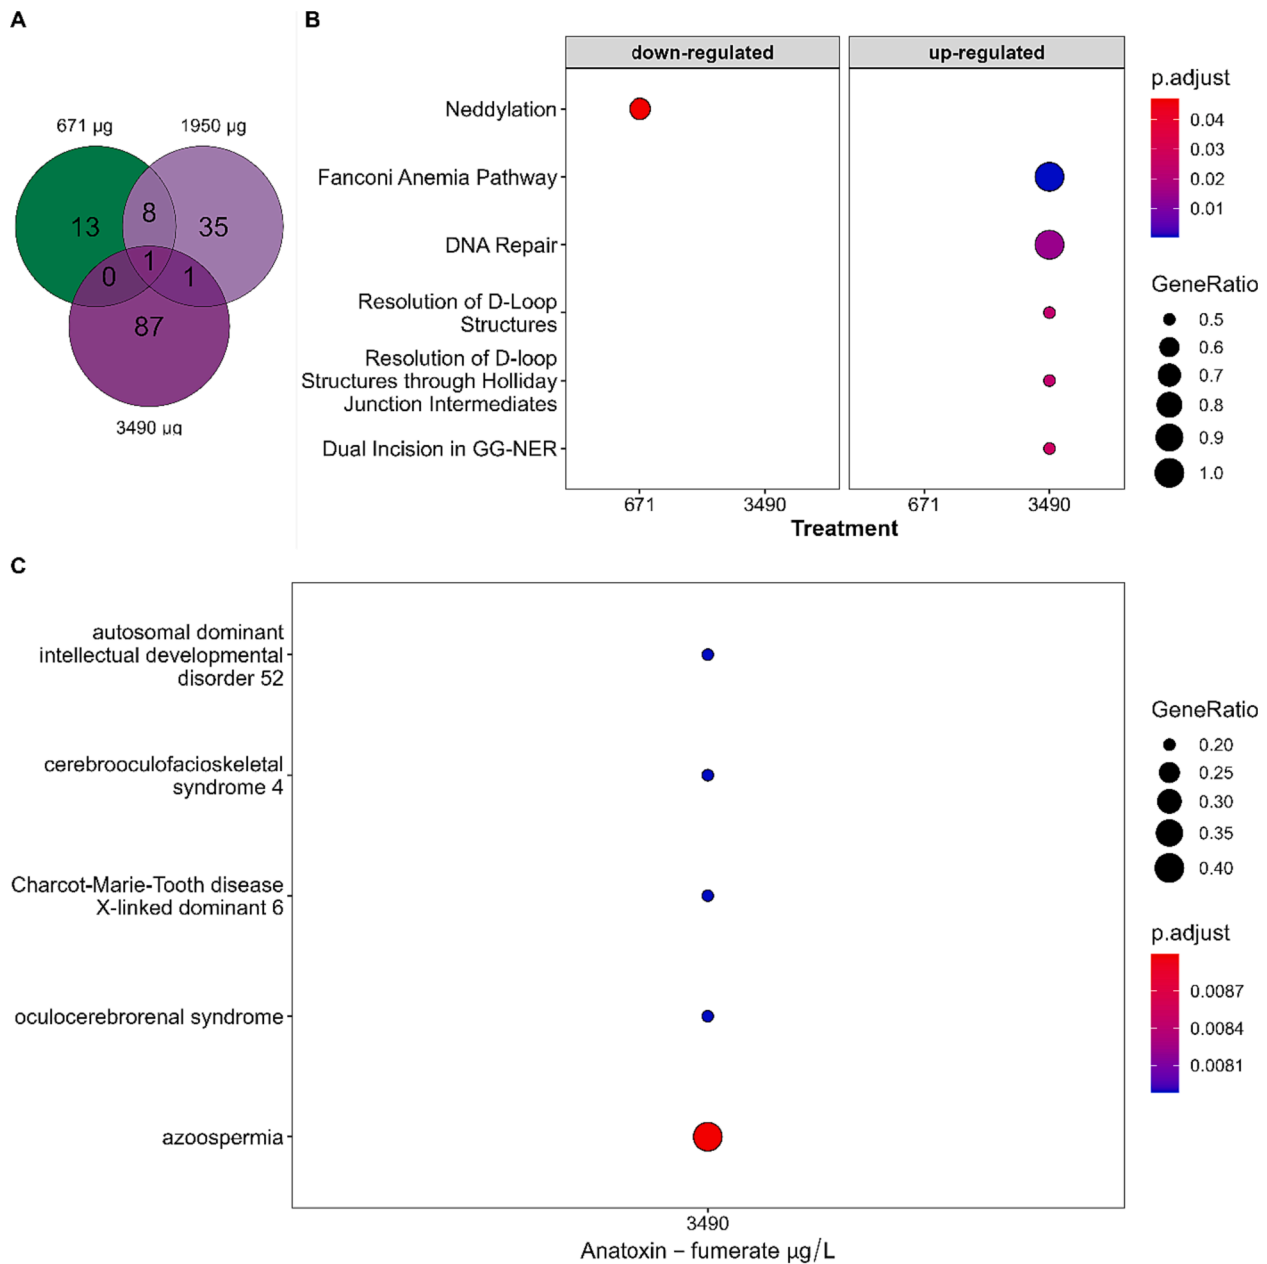 A
671 µg
1950 µg
13
8
35
0
1
1
87
3490 µg
B
down-regulated
up-regulated
Neddylation
Fanconi Anemia Pathway
DNA Repair
Resolution of D-Loop
Structures
Resolution of D-loop
Structures through Holliday
Junction Intermediates
Dual Incision in GG-NER
671
3490
671
3490
Treatment
p.adjust
0.04
0.03
0.02
0.01
GeneRatio
0.5
0.6
0.7
0.8
0.9
1.0
C
autosomal dominant
intellectual developmental
disorder 52
cerebrooculofacioskeletal
syndrome 4
Charcot-Marie-Tooth disease
X-linked dominant 6
oculocerebrorenal syndrome
azoospermia
3490
Anatoxin − fumerate µg/L
GeneRatio
0.20
0.25
0.30
0.35
0.40
p.adjust
0.0087
0.0084
0.0081